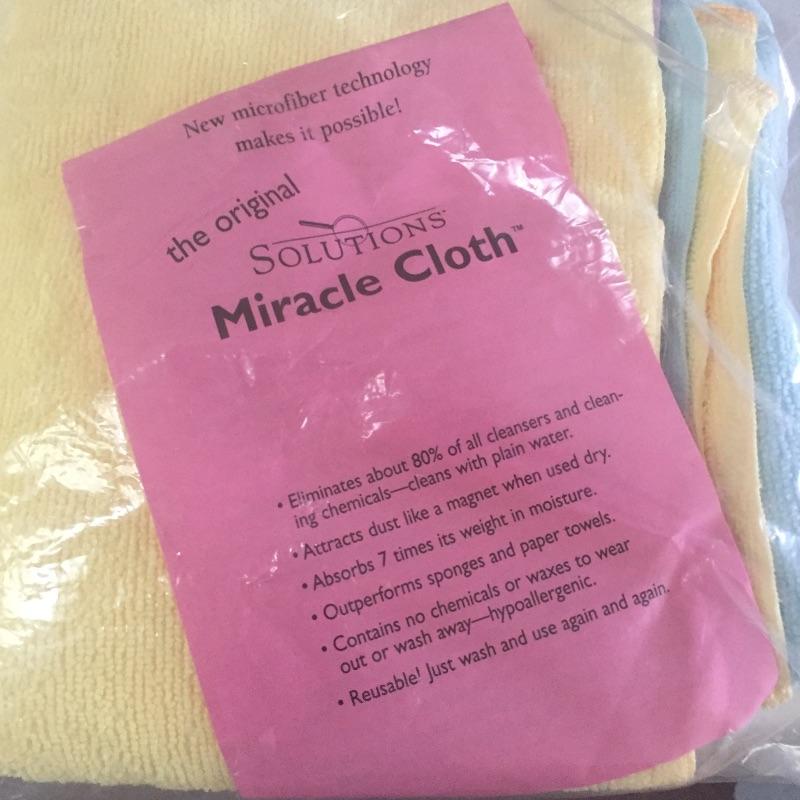 New microfiber technology
makes it possible!
the original
SOLUTIONS
Miracle Cloth™
• Eliminates about 80% of all cleansers and clean-
ing chemicals—cleans with plain water.
• Attracts dust like a magnet when used dry.
• Absorbs 7 times its weight in moisture.
• Outperforms sponges and paper towels.
• Contains no chemicals or waxes to wear
out or wash away—hypoallergenic.
• Reusable! Just wash and use again and again.